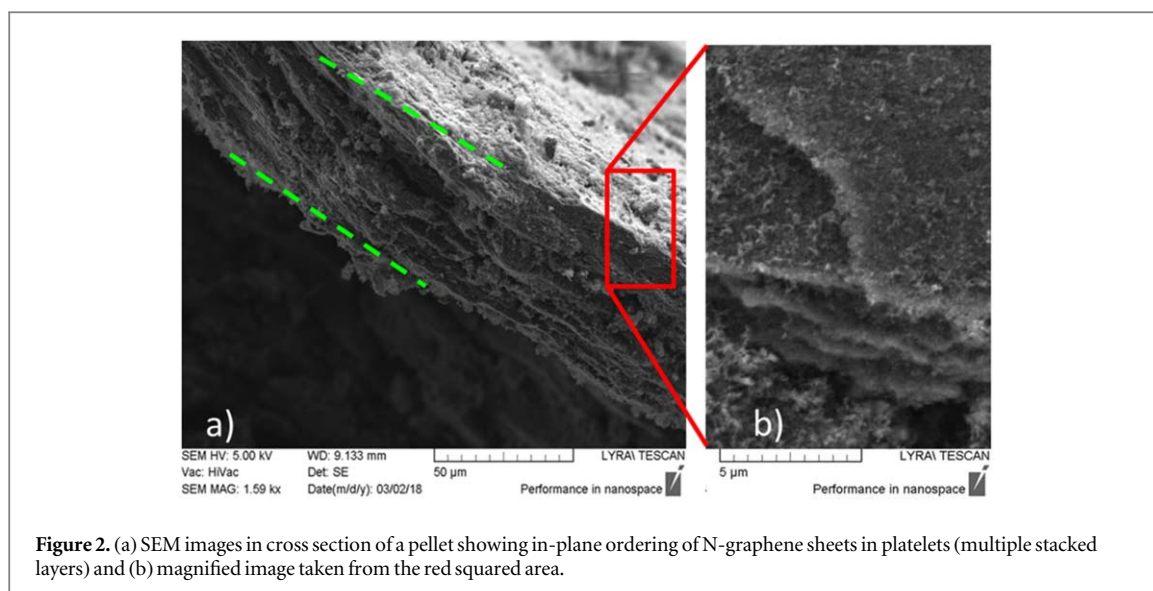 a)
b)
SEM HV: 5.00 kV WD: 9.133 mm LYRA\ TESCAN
Vac: HiVac Det: SE 50 µm
SEM MAG: 1.59 kx Date(m/d/y): 03/02/18 Performance in nanospace
LYRA\ TESCAN
5 µm
Performance in nanospace
Figure 2. (a) SEM images in cross section of a pellet showing in-plane ordering of N-graphene sheets in platelets (multiple stacked
layers) and (b) magnified image taken from the red squared area.